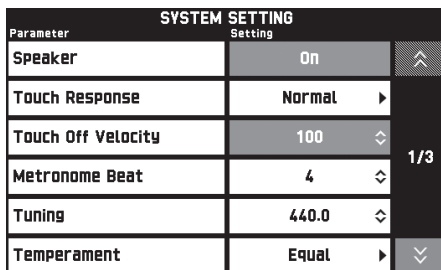 SYSTEM SETTING
Parameter Setting
Speaker On
Touch Response Normal
Touch Off Velocity 100
1/3
Metronome Beat 4
Tuning 440.0
Temperament Equal